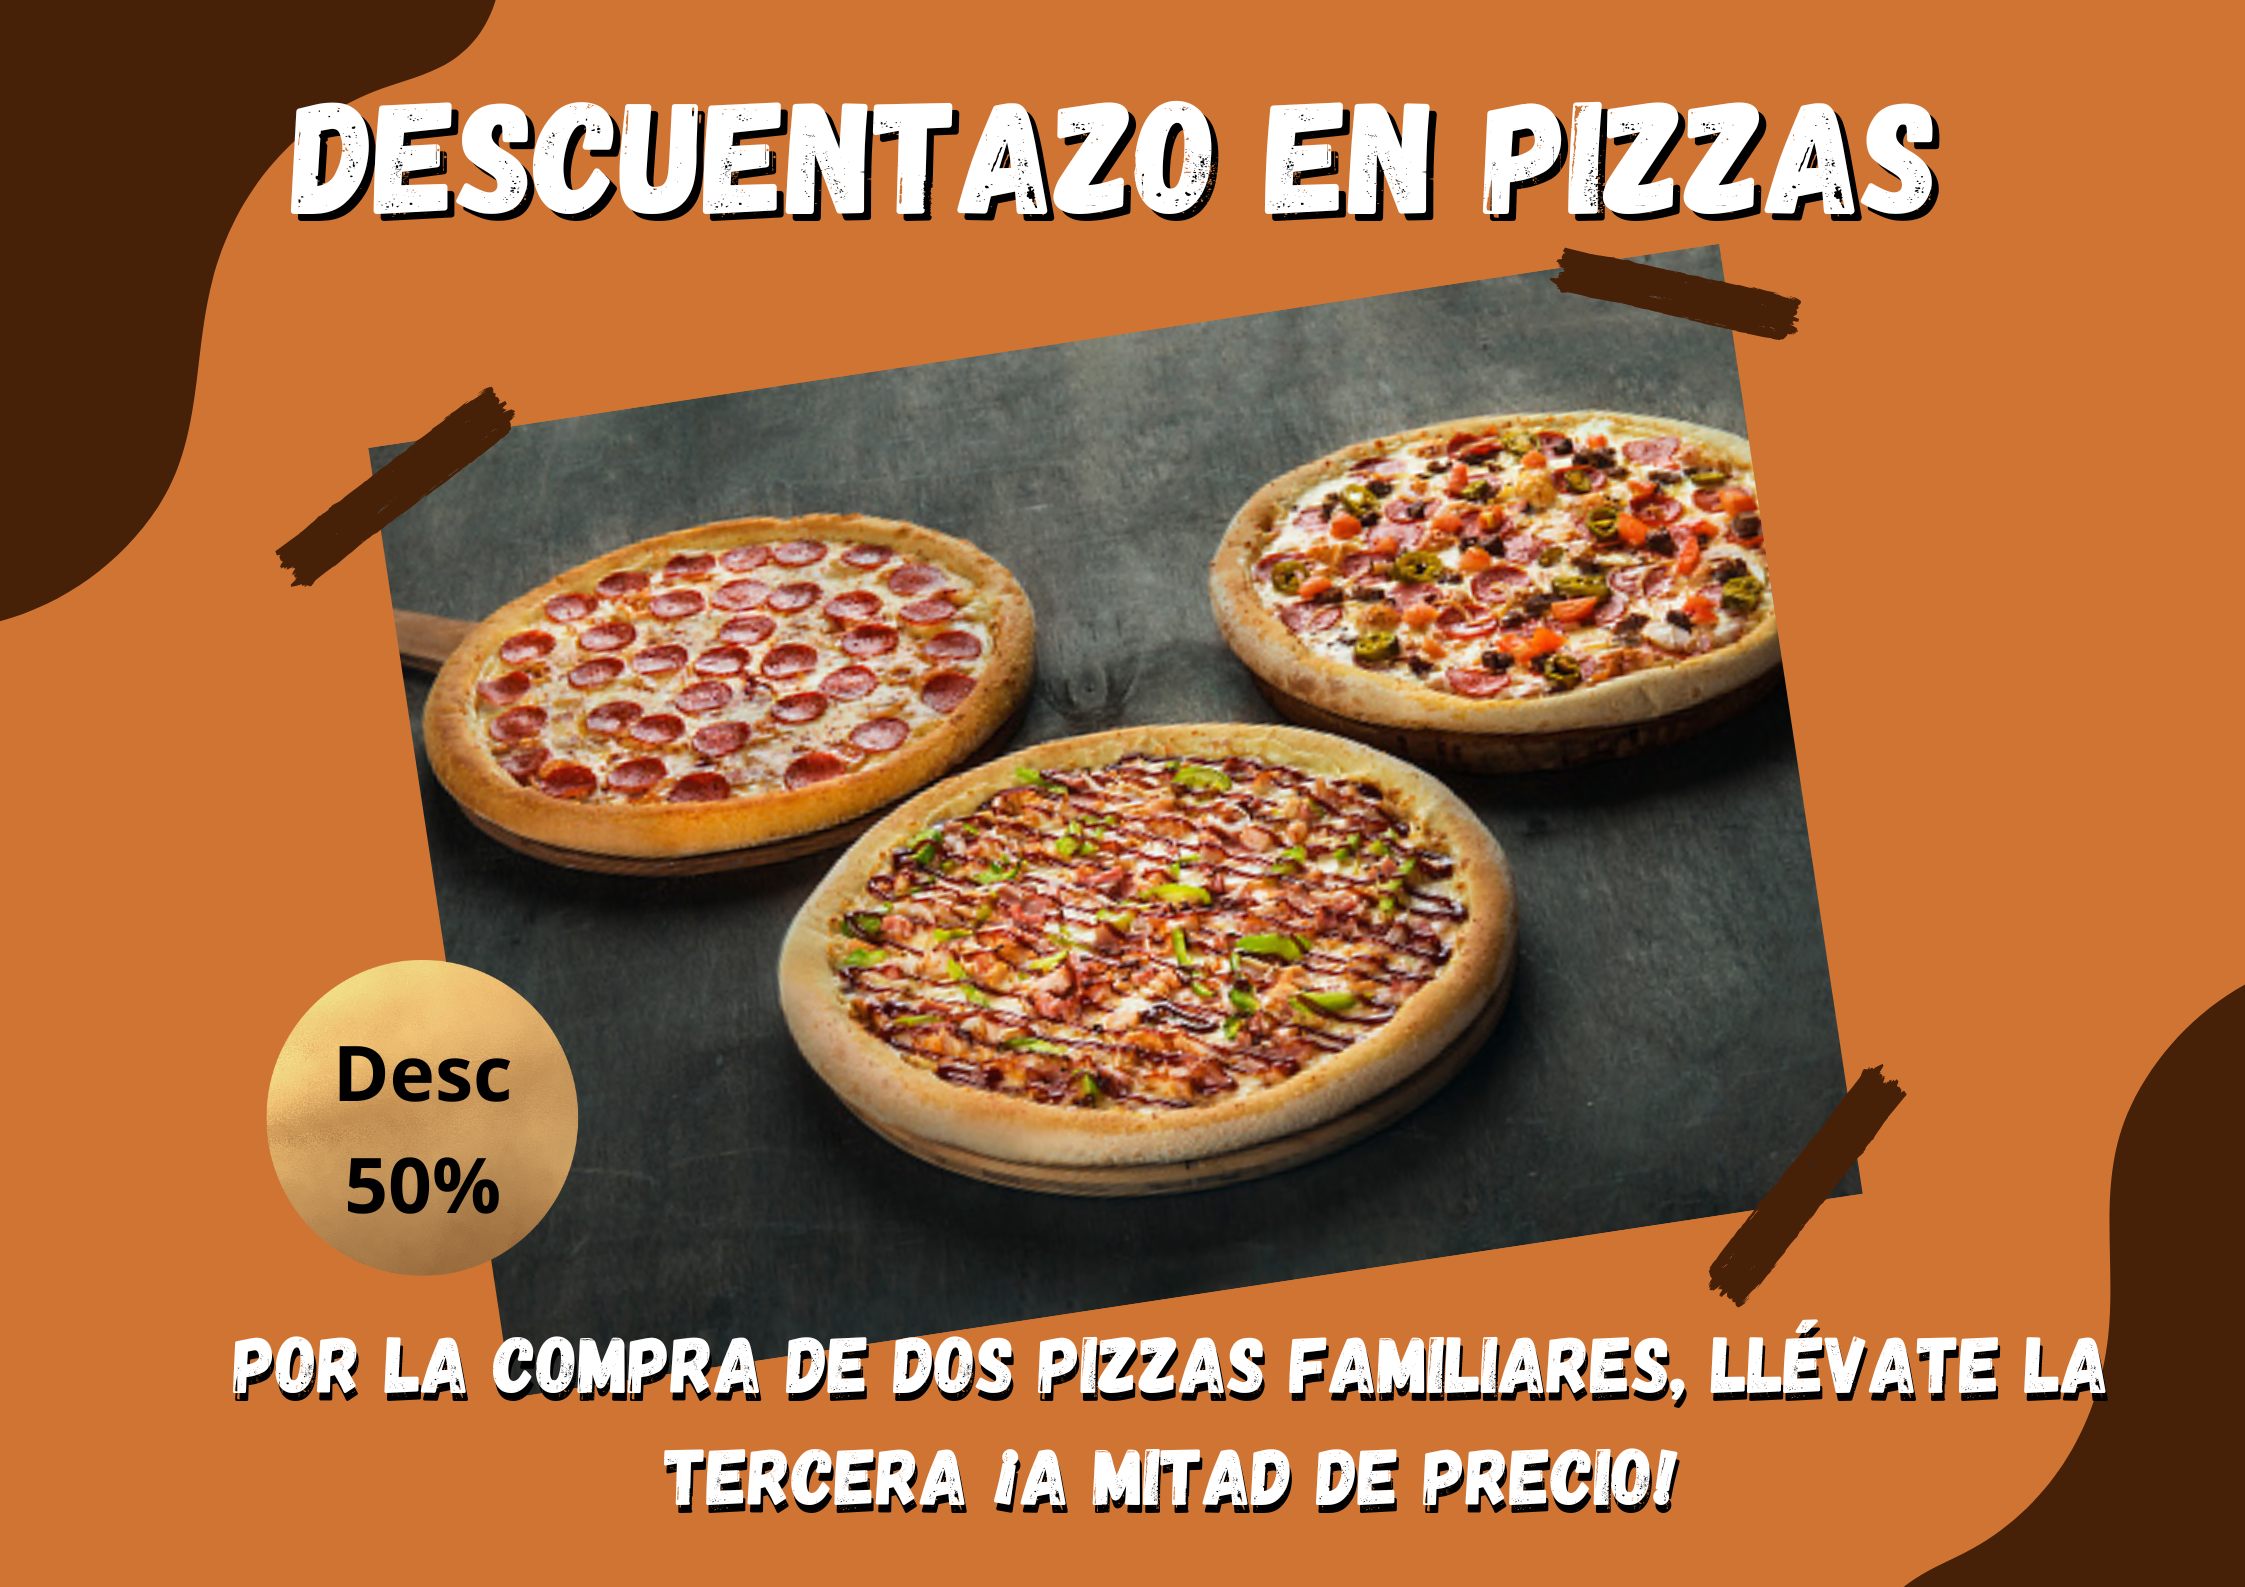 DESCUENTAZO EN PIZZAS
Desc
50%
POR LA COMPRA DE DOS PIZZAS FAMILIARES, LLÉVATE LA
TERCERA ¡A MITAD DE PRECIO!